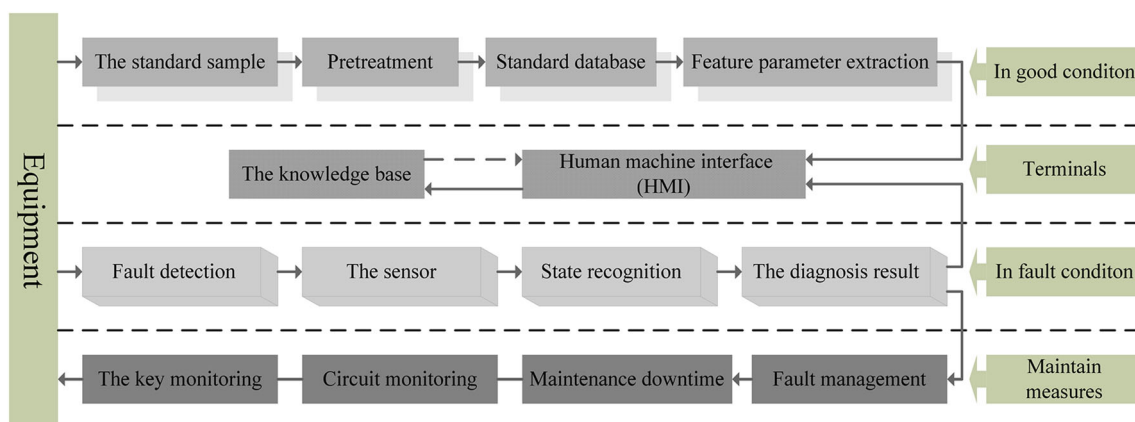 Equipment
The standard sample
Pretreatment
Standard database
Feature parameter extraction
In good conditon
The knowledge base
Human machine interface
(HMI)
Terminals
Fault detection
The sensor
State recognition
The diagnosis result
In fault conditon
The key monitoring
Circuit monitoring
Maintenance downtime
Fault management
Maintain
measures